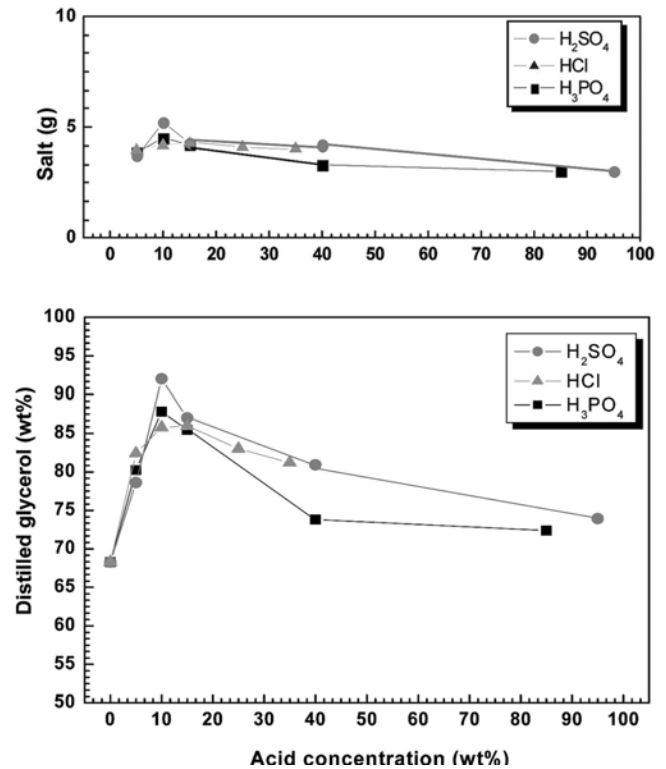 10
5
0
Salt (g)
H₂SO₄
HCl
H₃PO₄
0 10 20 30 40 50 60 70 80 90 100
100
95
90
85
80
75
70
65
60
55
50
Distilled glycerol (wt%)
H₂SO₄
HCl
H₃PO₄
0 10 20 30 40 50 60 70 80 90 100
Acid concentration (wt%)